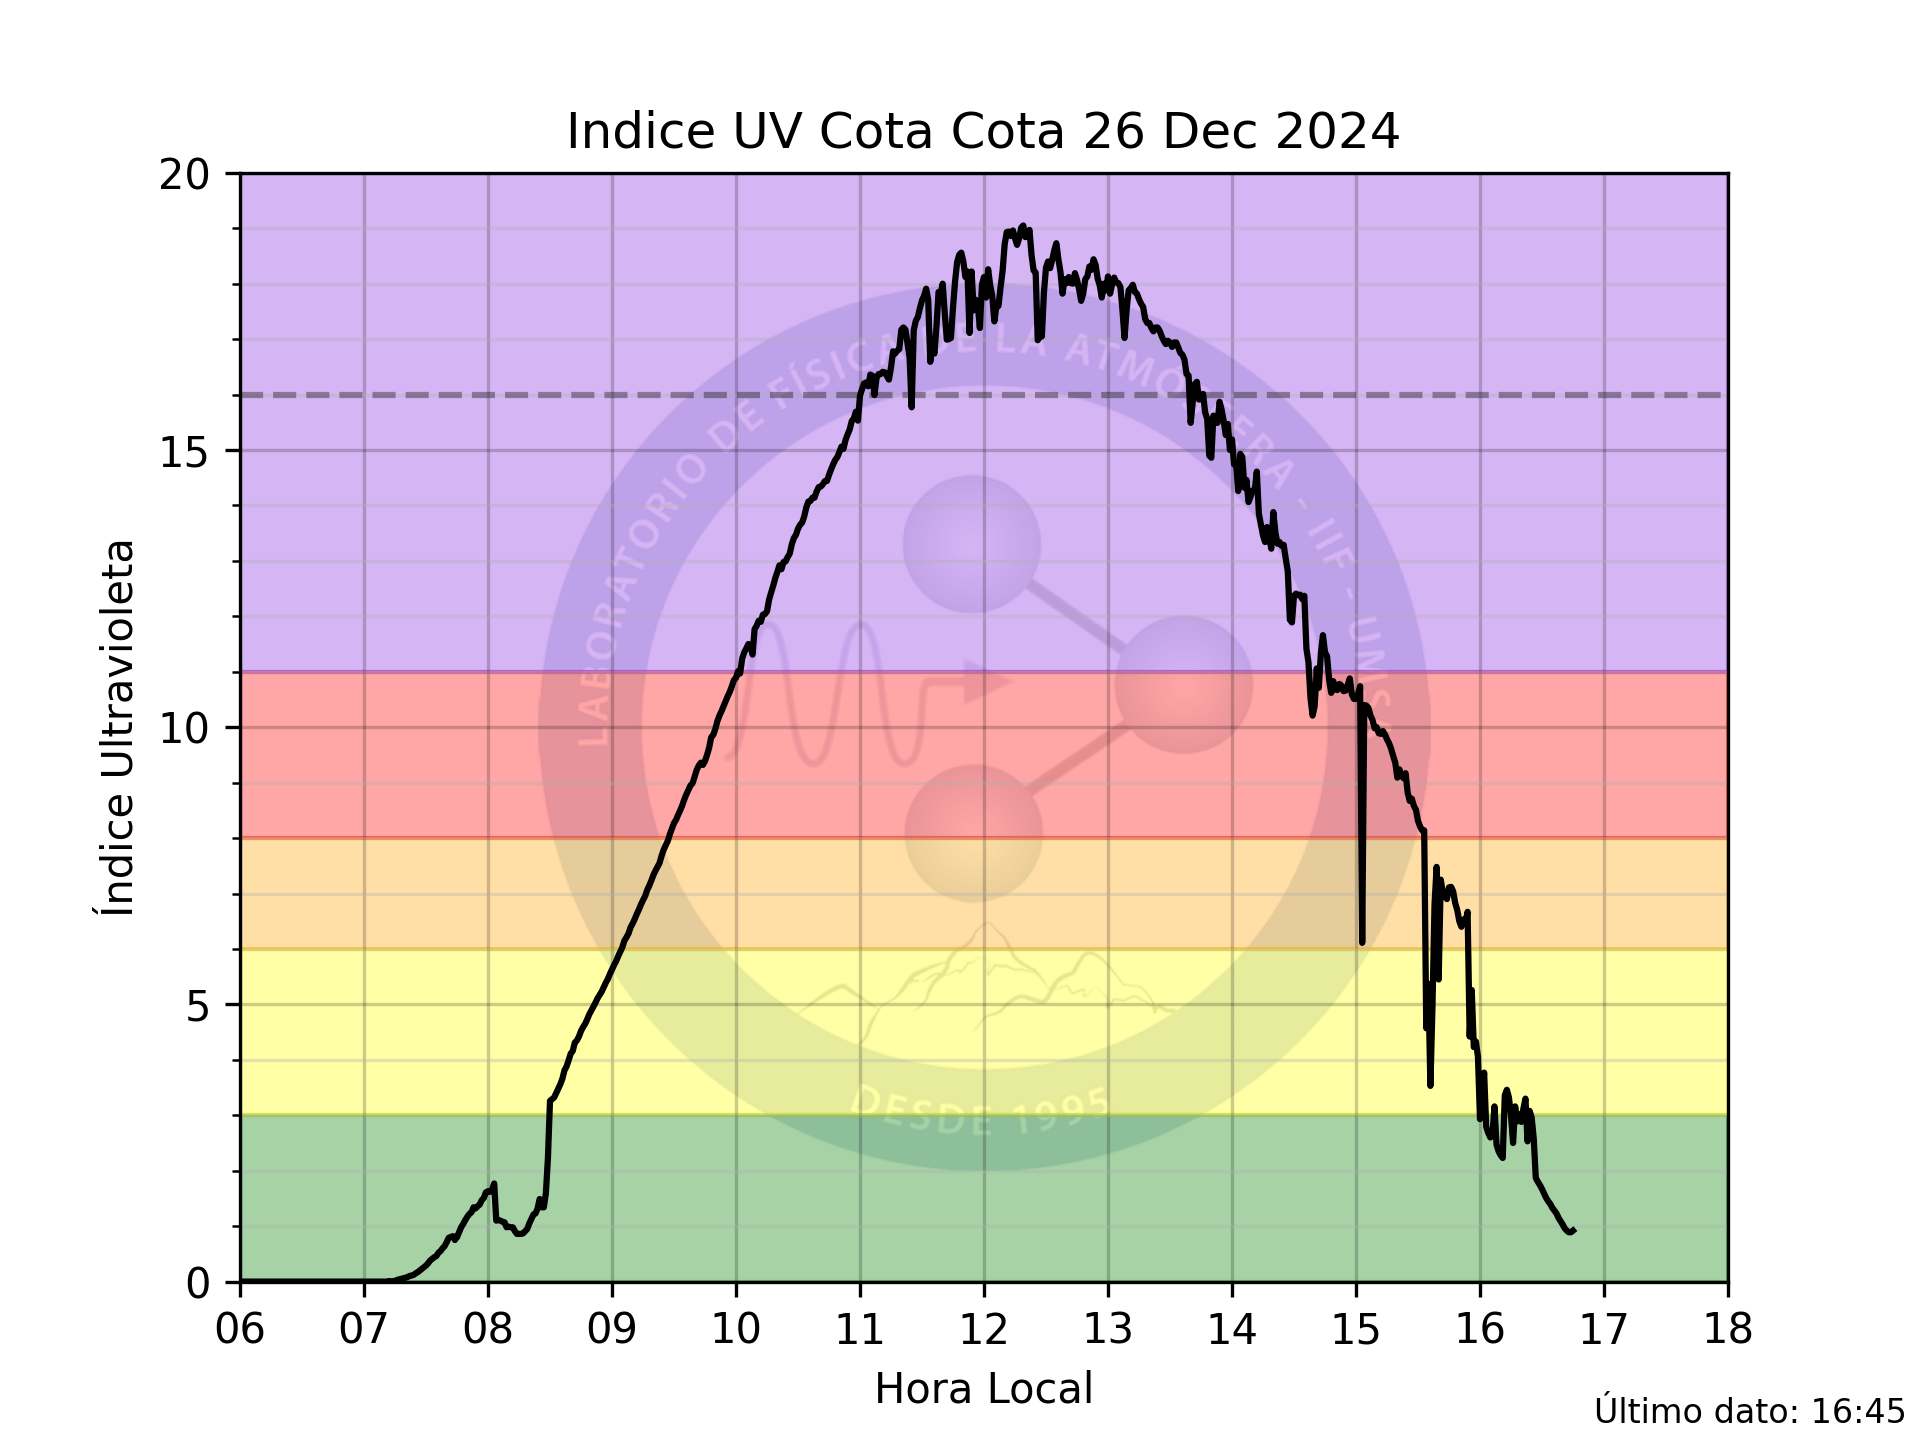 Indice UV Cota Cota 26 Dec 2024
20
15
10
5
0
Índice Ultravioleta
LABORATORIO DE FÍSICA DE LA ATMÓSFERA - IIF - UMSA
DESDE 1995
06 07 08 09 10 11 12 13 14 15 16 17 18
Hora Local
Último dato: 16:45